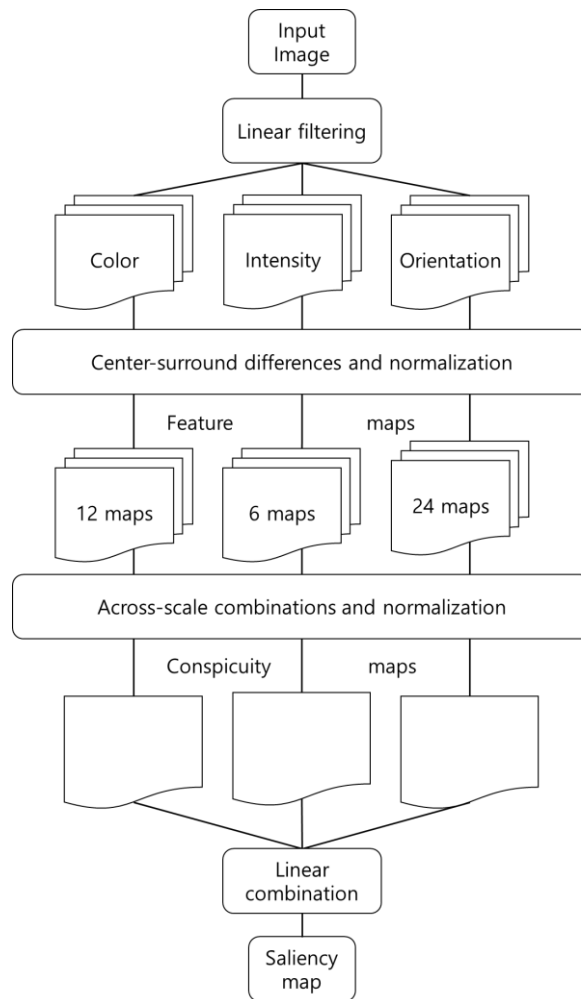 Input
Image
Linear filtering
Color
Intensity
Orientation
Center-surround differences and normalization
Feature maps
12 maps
6 maps
24 maps
Across-scale combinations and normalization
Conspicuity maps
Linear
combination
Saliency
map